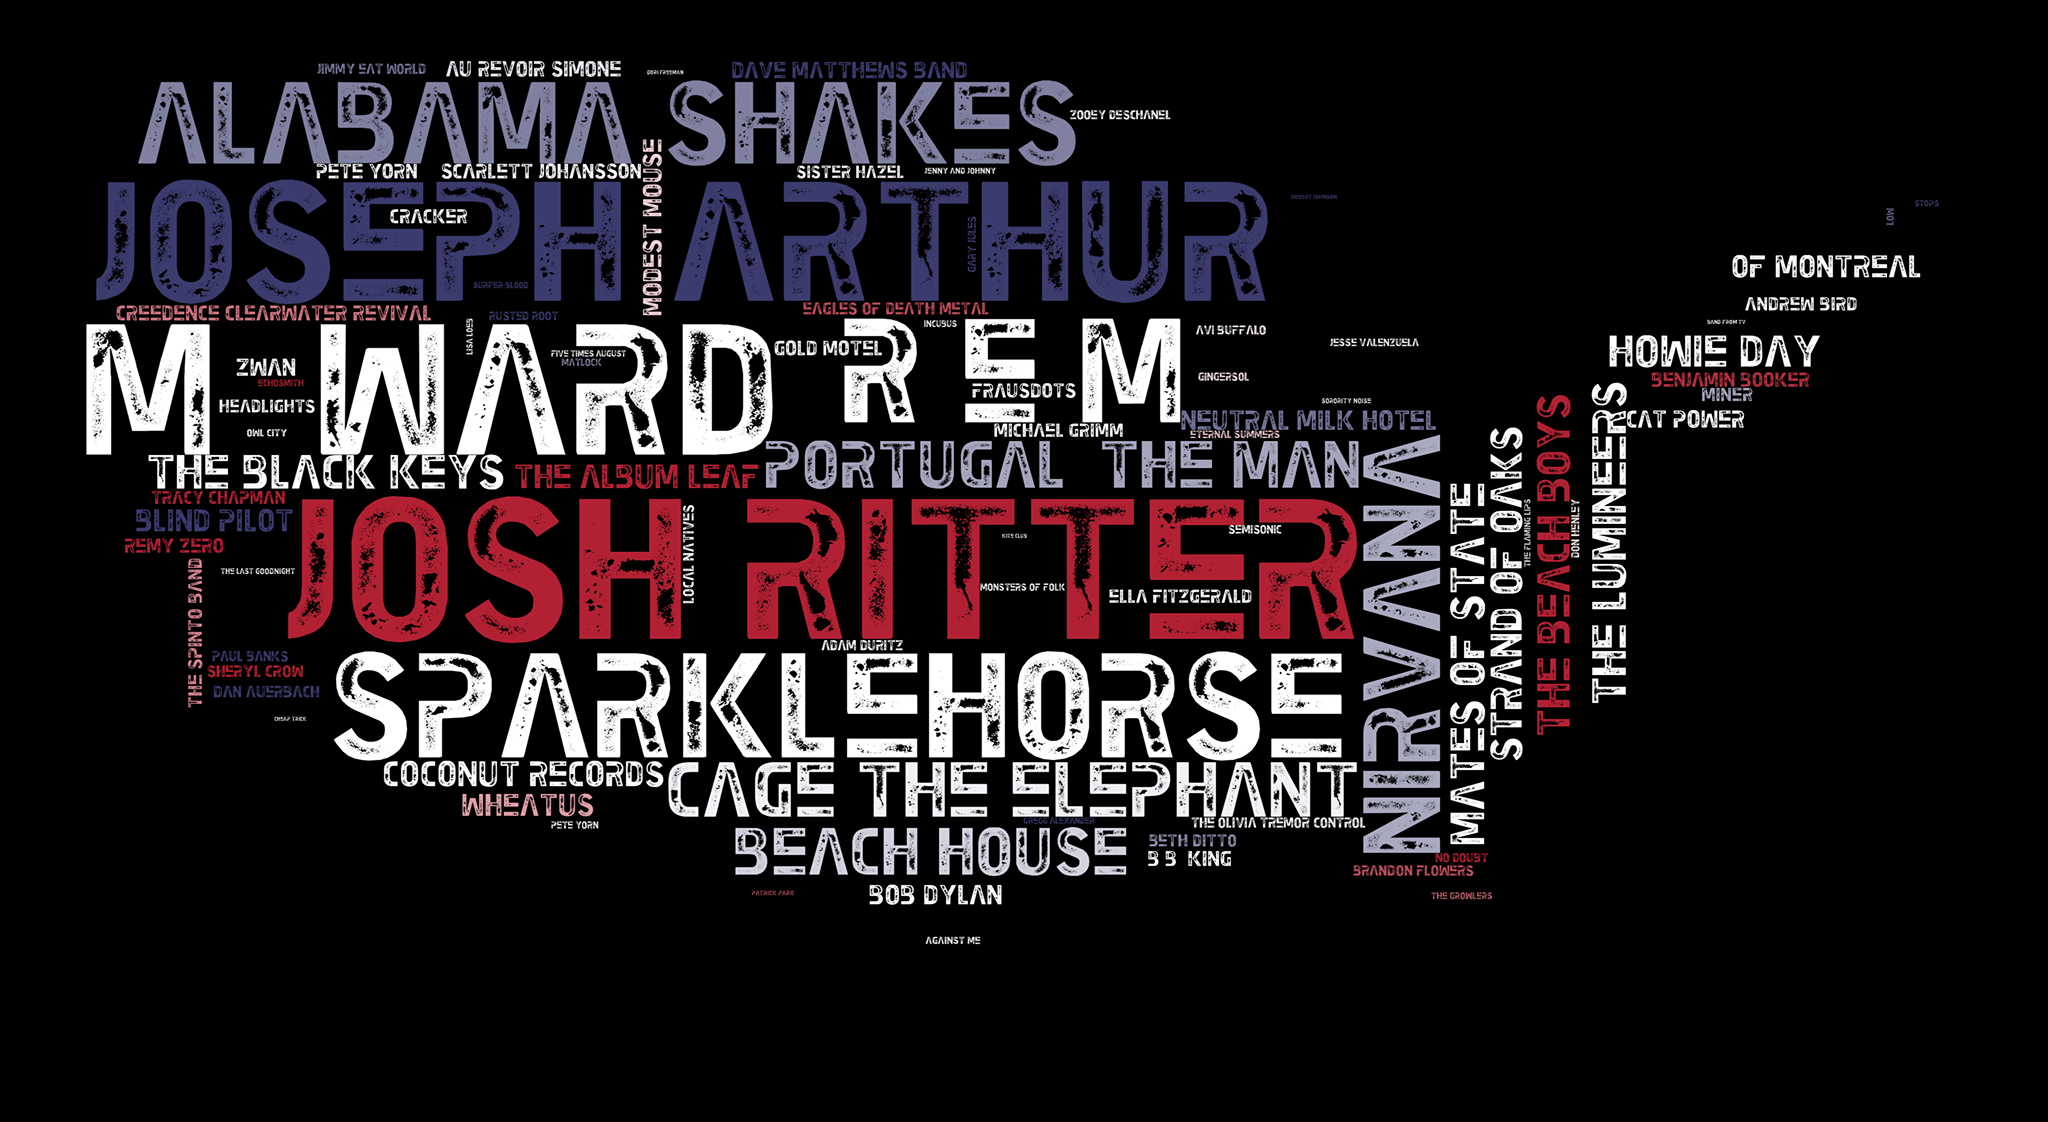 JIMMY EAT WORLD
AU REVOIR SIMONE
DORI FREEMAN
DAVE MATTHEWS BAND
ALABAMA SHAKES
ZOOEY DESCHANEL
PETE YORN
SCARLETT JOHANSSON
MODEST MOUSE
SISTER HAZEL
JENNY AND JOHNNY
JOSEPH ARTHUR
CRACKER
GARY JULES
SURFER BLOOD
ROBERT JOHNSON
STOPS
MO1
OF MONTREAL
ANDREW BIRD
BAND FROM TV
HOWIE DAY
BENJAMIN BOOKER
MINER
CAT POWER
CREEDENCE CLEARWATER REVIVAL
RUSTED ROOT
EAGLES OF DEATH METAL
M WARD
REM
LISA LOEB
INCUBUS
AVI BUFFALO
JESSE VALENZUELA
ZWAN
ECHOSMITH
FIVE TIMES AUGUST
MATLOCK
GOLD MOTEL
GINGERSOL
HEADLIGHTS
FRAUSDOTS
SORORITY NOISE
OWL CITY
MICHAEL GRIMM
NEUTRAL MILK HOTEL
ETERNAL SUMMERS
THE BLACK KEYS
THE ALBUM LEAF
PORTUGAL THE MAN
NIRVANA
MATES OF STATE
STRAND OF OAKS
THE FLAMING LIPS
THE BEACH BOYS
DON HENLEY
THE LUMINEERS
TRACY CHAPMAN
BLIND PILOT
REMY ZERO
JOSH RITTER
LOCAL NATIVES
KITE CLUB
SEMISONIC
THE LAST GOODNIGHT
MONSTERS OF FOLK
ELLA FITZGERALD
THE SPINTO BAND
ADAM DURITZ
PAUL BANKS
SHERYL CROW
DAN AUERBACH
CHEAP TRICK
SPARKLEHORSE
COCONUT RECORDS
CAGE THE ELEPHANT
WHEATUS
PETE YORN
GREGG ALEXANDER
THE OLIVIA TREMOR CONTROL
BEACH HOUSE
BETH DITTO
B B KING
NO DOUBT
BRANDON FLOWERS
PATRICK PARK
BOB DYLAN
THE GROWLERS
AGAINST ME